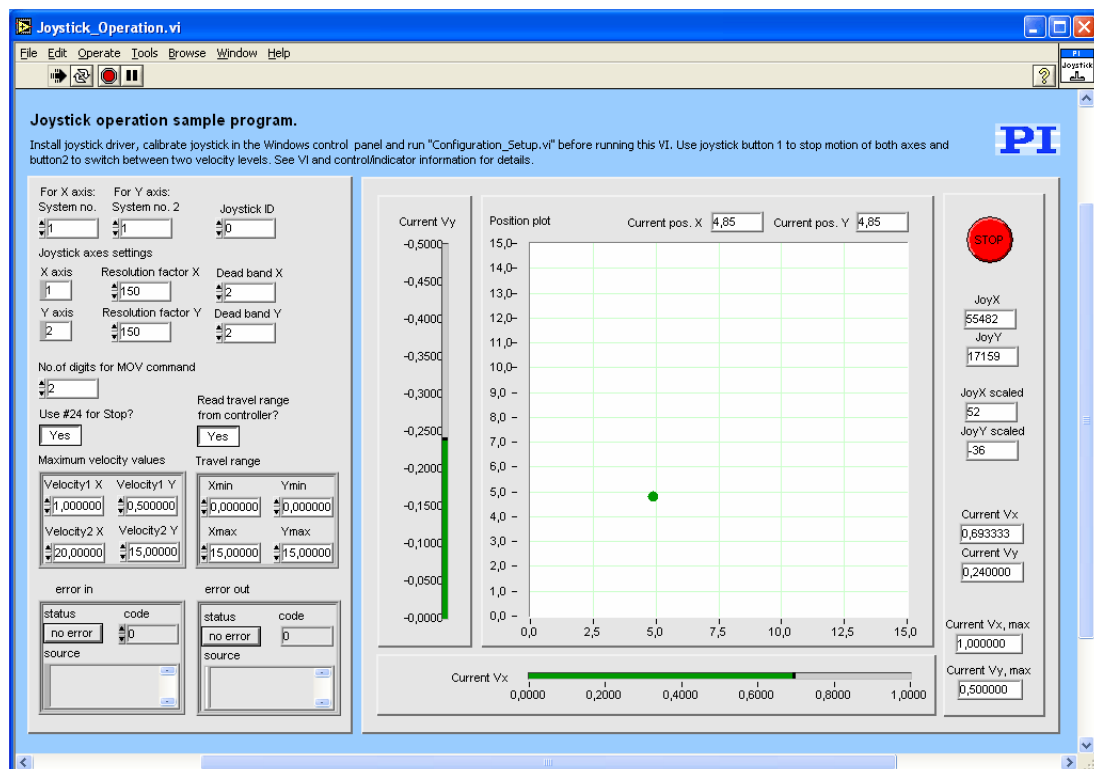 Joystick_Operation.vi
File Edit Operate Tools Browse Window Help
PI
Joystick
Joystick operation sample program.
Install joystick driver, calibrate joystick in the Windows control panel and run "Configuration_Setup.vi" before running this VI. Use joystick button 1 to stop motion of both axes and
button2 to switch between two velocity levels. See VI and control/indicator information for details.
PI
For X axis: For Y axis:
System no. System no. 2 Joystick ID
1 1 0
Joystick axes settings
X axis Resolution factor X Dead band X
1 150 2
Y axis Resolution factor Y Dead band Y
2 150 2
No.of digits for MOV command
2
Use #24 for Stop?
Yes
Read travel range
from controller?
Yes
Maximum velocity values
Velocity1 X Velocity1 Y
1,000000 0,500000
Velocity2 X Velocity2 Y
20,00000 15,00000
Travel range
Xmin Ymin
0,000000 0,000000
Xmax Ymax
15,00000 15,00000
error in
status code
no error 0
source
error out
status code
no error 0
source
Current Vy
-0,5000
-0,4500
-0,4000
-0,3500
-0,3000
-0,2500
-0,2000
-0,1500
-0,1000
-0,0500
-0,0000
Position plot Current pos. X 4,85 Current pos. Y 4,85
15,0
14,0
13,0
12,0
11,0
10,0
9,0
8,0
7,0
6,0
5,0
4,0
3,0
2,0
1,0
0,0
0,0 2,5 5,0 7,5 10,0 12,5 15,0
Current Vx
0,0000 0,2000 0,4000 0,6000 0,8000 1,0000
STOP
JoyX
55482
JoyY
17159
JoyX scaled
52
JoyY scaled
-36
Current Vx
0,693333
Current Vy
0,240000
Current Vx, max
1,000000
Current Vy, max
0,500000